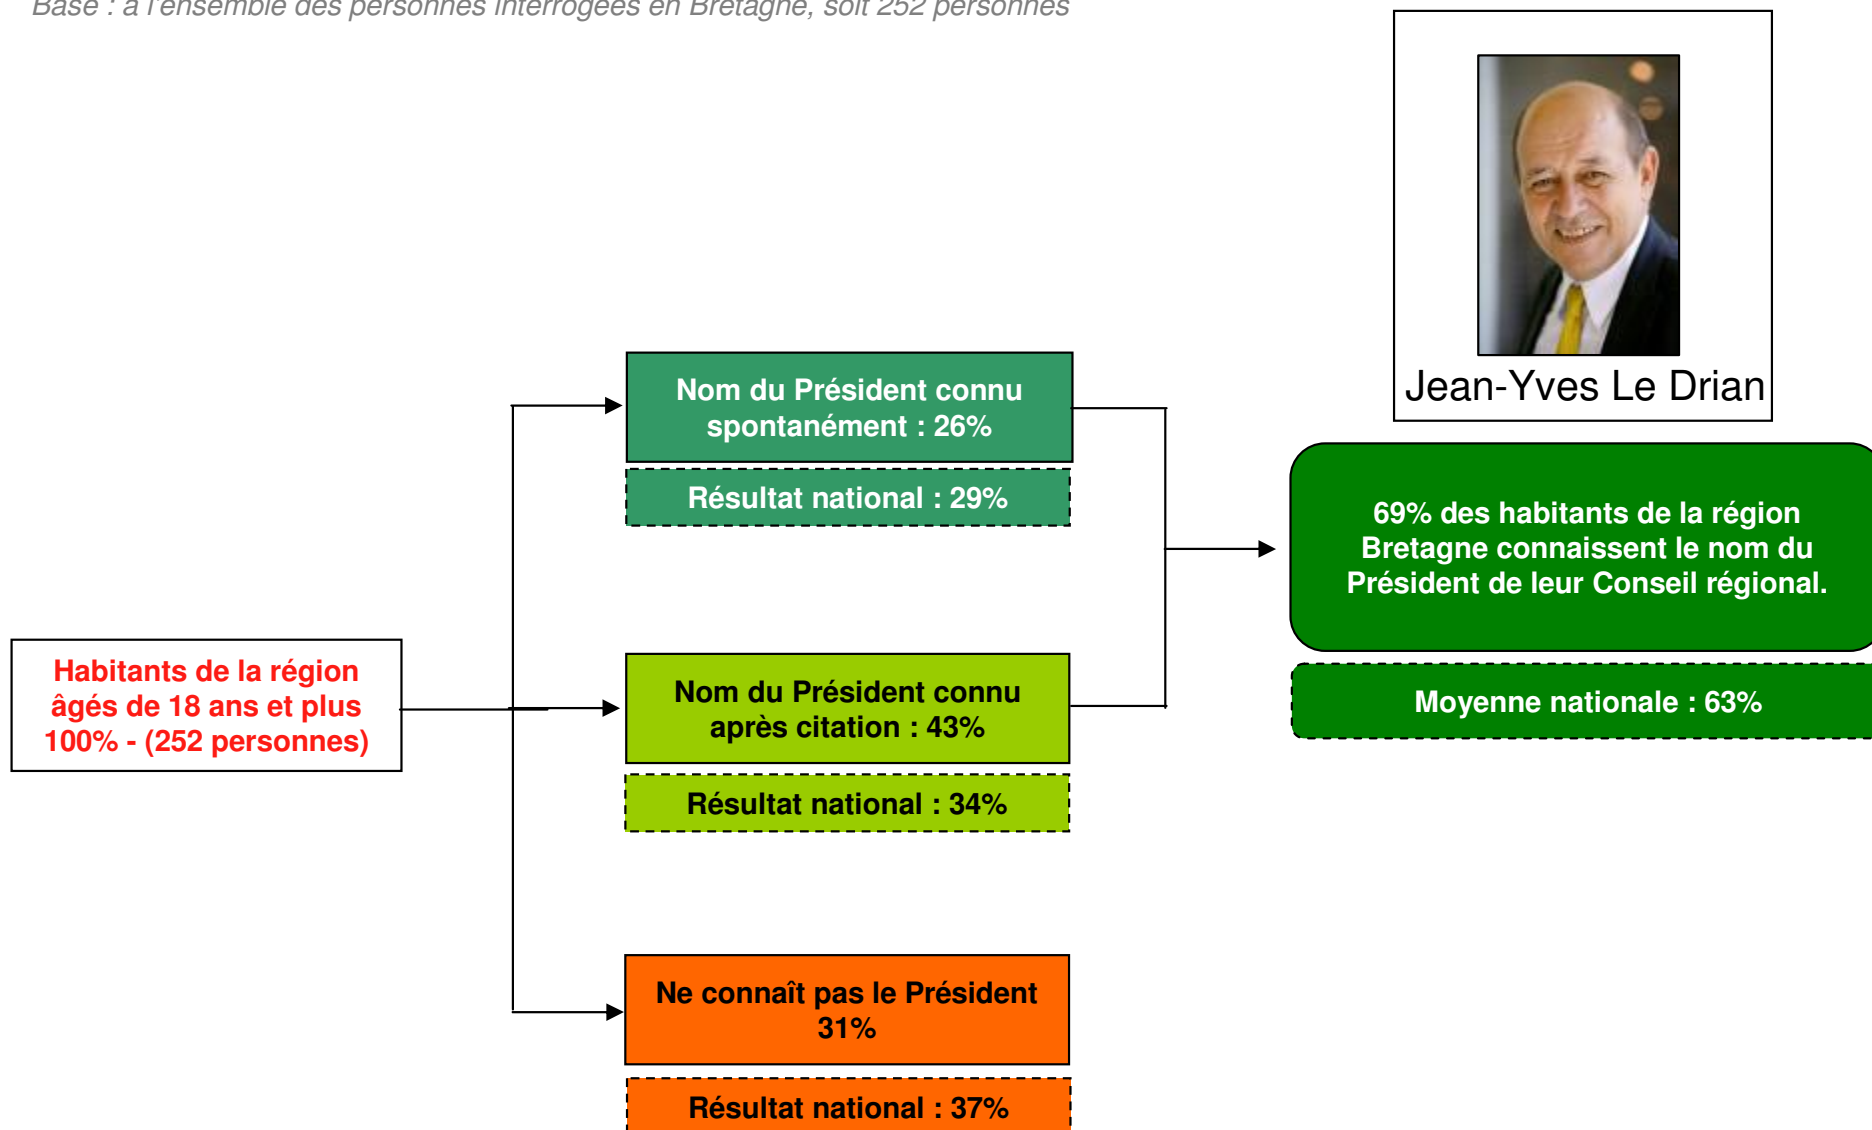 Base : à l'ensemble des personnes interrogées en Bretagne, soit 252 personnes
Jean-Yves Le Drian
Nom du Président connu
spontanément : 26%
Résultat national : 29%
69% des habitants de la région
Bretagne connaissent le nom du
Président de leur Conseil régional.
Moyenne nationale : 63%
Habitants de la région
âgés de 18 ans et plus
100% - (252 personnes)
Nom du Président connu
après citation : 43%
Résultat national : 34%
Ne connaît pas le Président
31%
Résultat national : 37%